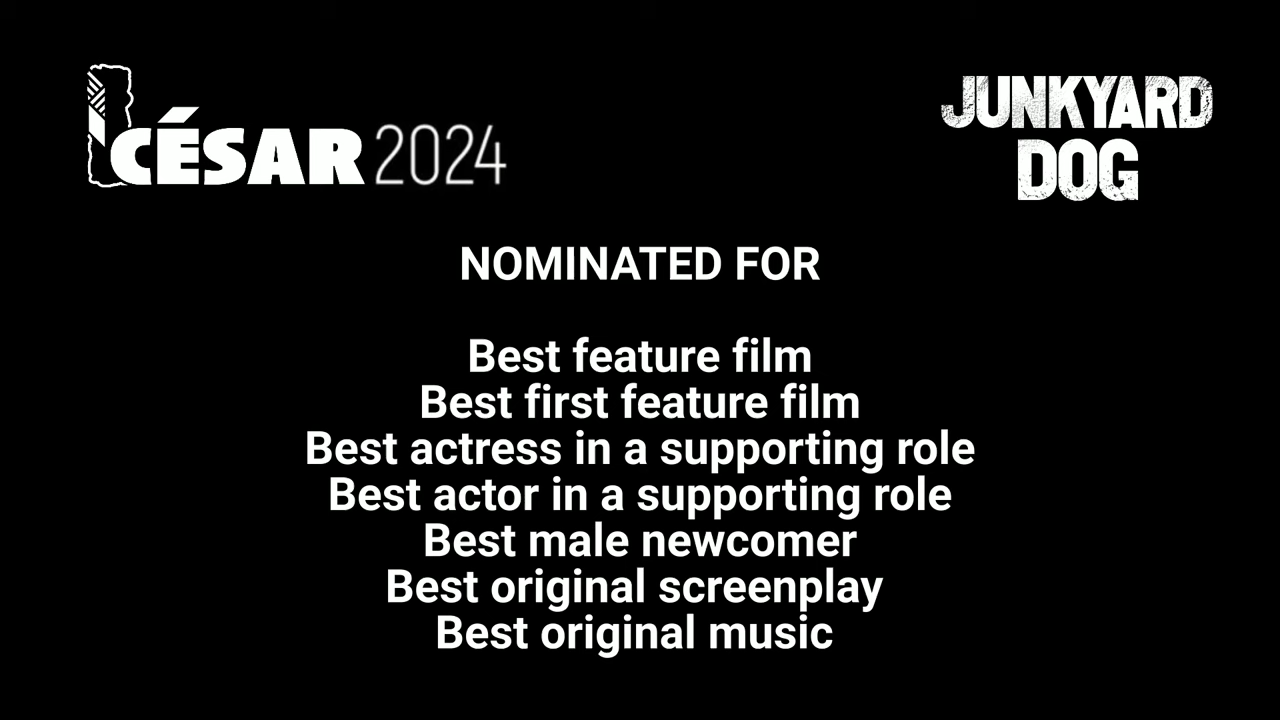 CÉSAR 2024
JUNKYARD
DOG
NOMINATED FOR
Best feature film
Best first feature film
Best actress in a supporting role
Best actor in a supporting role
Best male newcomer
Best original screenplay
Best original music